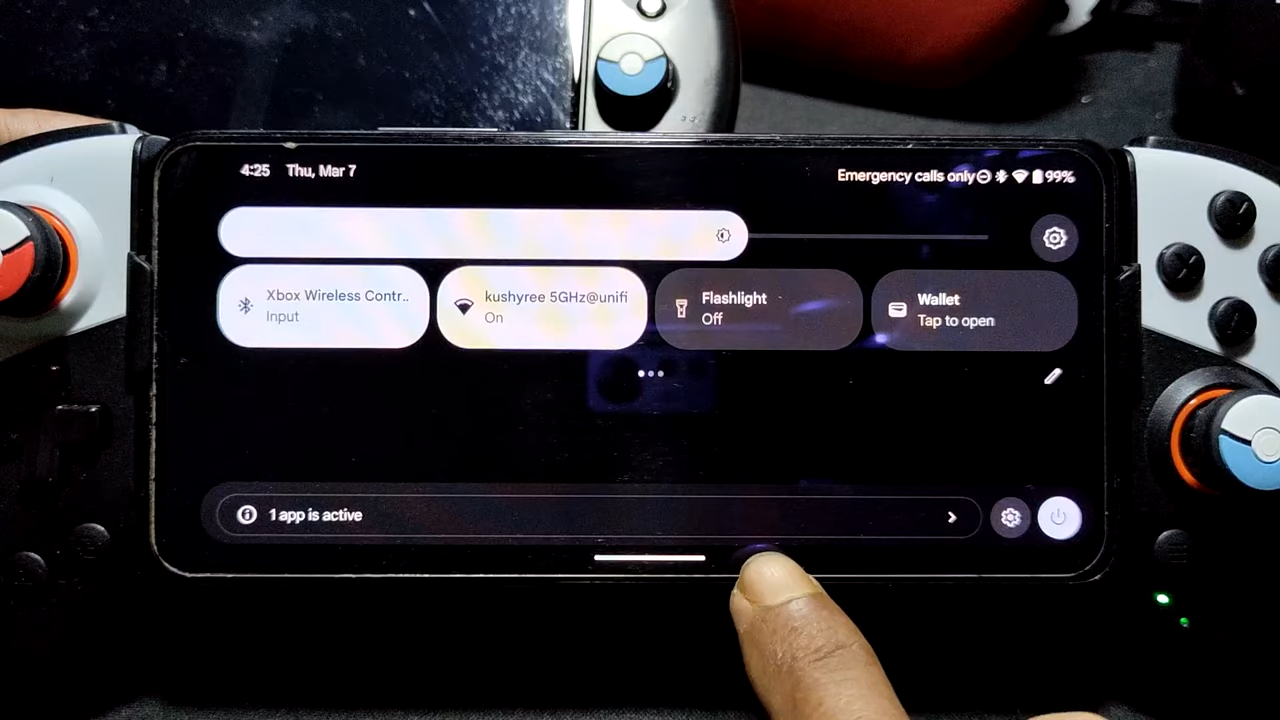 4:25 Thu, Mar 7
Emergency calls only 99%
Xbox Wireless Contr..
Input
kushyree 5GHz@unifi
On
Flashlight
Off
Wallet
Tap to open
1 app is active